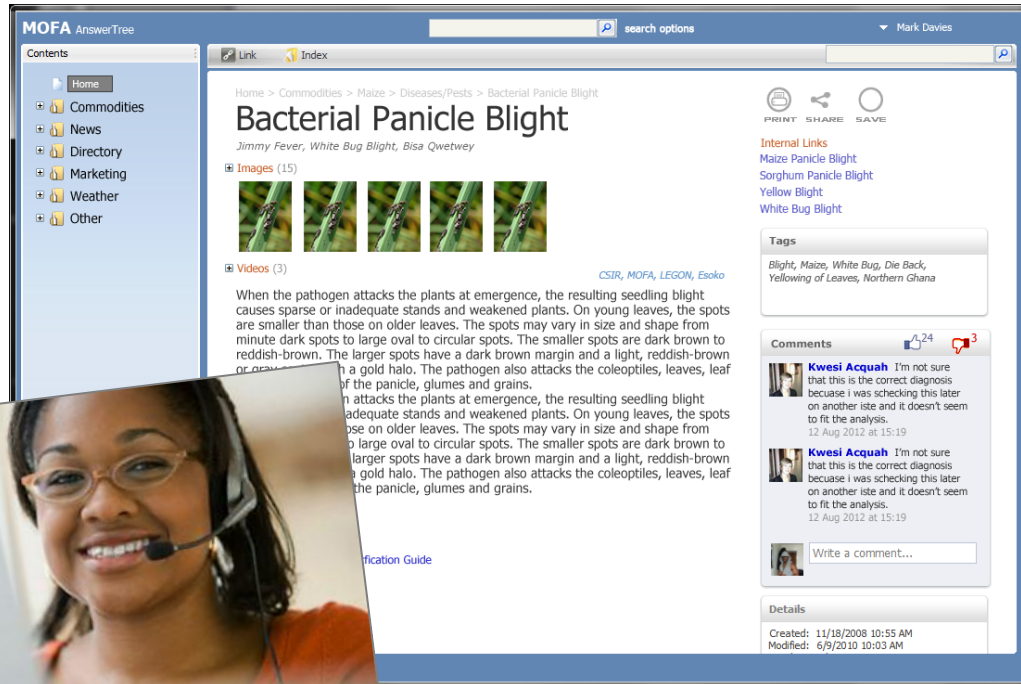 MOFA AnswerTree
search options
Mark Davies
Contents
Link
Index
Home
Commodities
News
Directory
Marketing
Weather
Other
Home > Commodities > Maize > Diseases/Pests > Bacterial Panicle Blight
Bacterial Panicle Blight
Jimmy Fever, White Bug Blight, Bisa Qwetwey
Images (15)
Videos (3)
CSIR, MOFA, LEGON, Esoko
When the pathogen attacks the plants at emergence, the resulting seedling blight
causes sparse or inadequate stands and weakened plants. On young leaves, the spots
are smaller than those on older leaves. The spots may vary in size and shape from
minute dark spots to large oval to circular spots. The smaller spots are dark brown to
reddish-brown. The larger spots have a dark brown margin and a light, reddish-brown
or gray a gold halo. The pathogen also attacks the coleoptiles, leaves, leaf
of the panicle, glumes and grains.
attacks the plants at emergence, the resulting seedling blight
adequate stands and weakened plants. On young leaves, the spots
on older leaves. The spots may vary in size and shape from
to large oval to circular spots. The smaller spots are dark brown to
larger spots have a dark brown margin and a light, reddish-brown
a gold halo. The pathogen also attacks the coleoptiles, leaves, leaf
the panicle, glumes and grains.
Guide
PRINT SHARE SAVE
Internal Links
Maize Panicle Blight
Sorghum Panicle Blight
Yellow Blight
White Bug Blight
Tags
Blight, Maize, White Bug, Die Back,
Yellowing of Leaves, Northern Ghana
Comments 24 3
Kwesi Acquah I'm not sure
that this is the correct diagnosis
becuase i was schecking this later
on another iste and it doesn't seem
to fit the analysis.
12 Aug 2012 at 15:19
Kwesi Acquah I'm not sure
that this is the correct diagnosis
becuase i was schecking this later
on another iste and it doesn't seem
to fit the analysis.
12 Aug 2012 at 15:19
Write a comment...
Details
Created: 11/18/2008 10:55 AM
Modified: 6/9/2010 10:03 AM